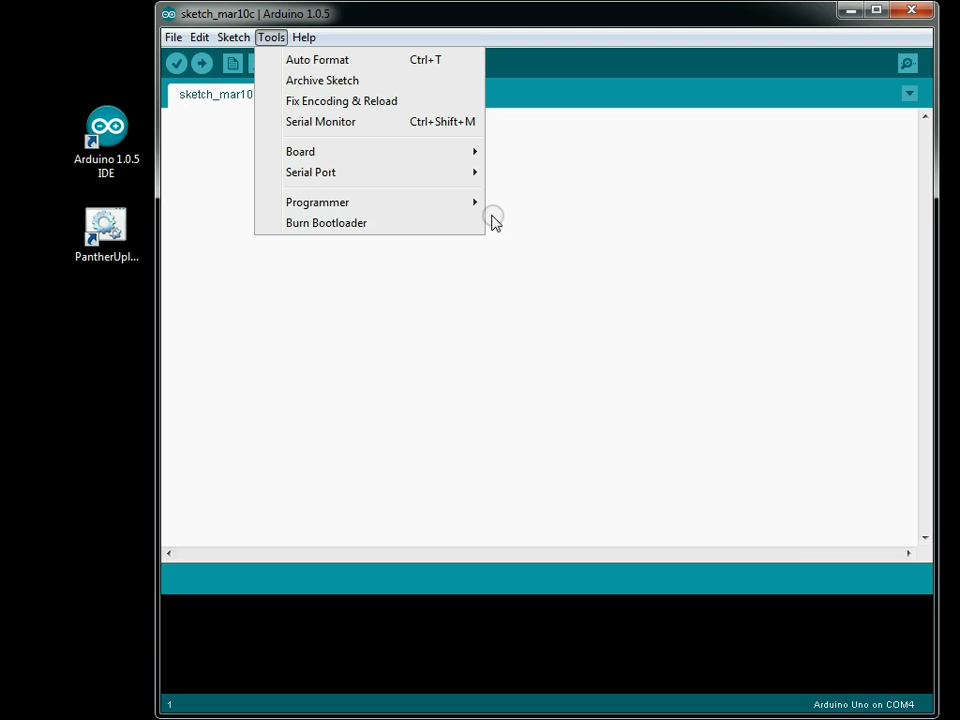 sketch_mar10c | Arduino 1.0.5
File Edit Sketch Tools Help
sketch_mar10
Auto Format Ctrl+T
Archive Sketch
Fix Encoding & Reload
Serial Monitor Ctrl+Shift+M
Board
Serial Port
Programmer
Burn Bootloader
Arduino 1.0.5
IDE
PantherUpl...
1 Arduino Uno on COM4